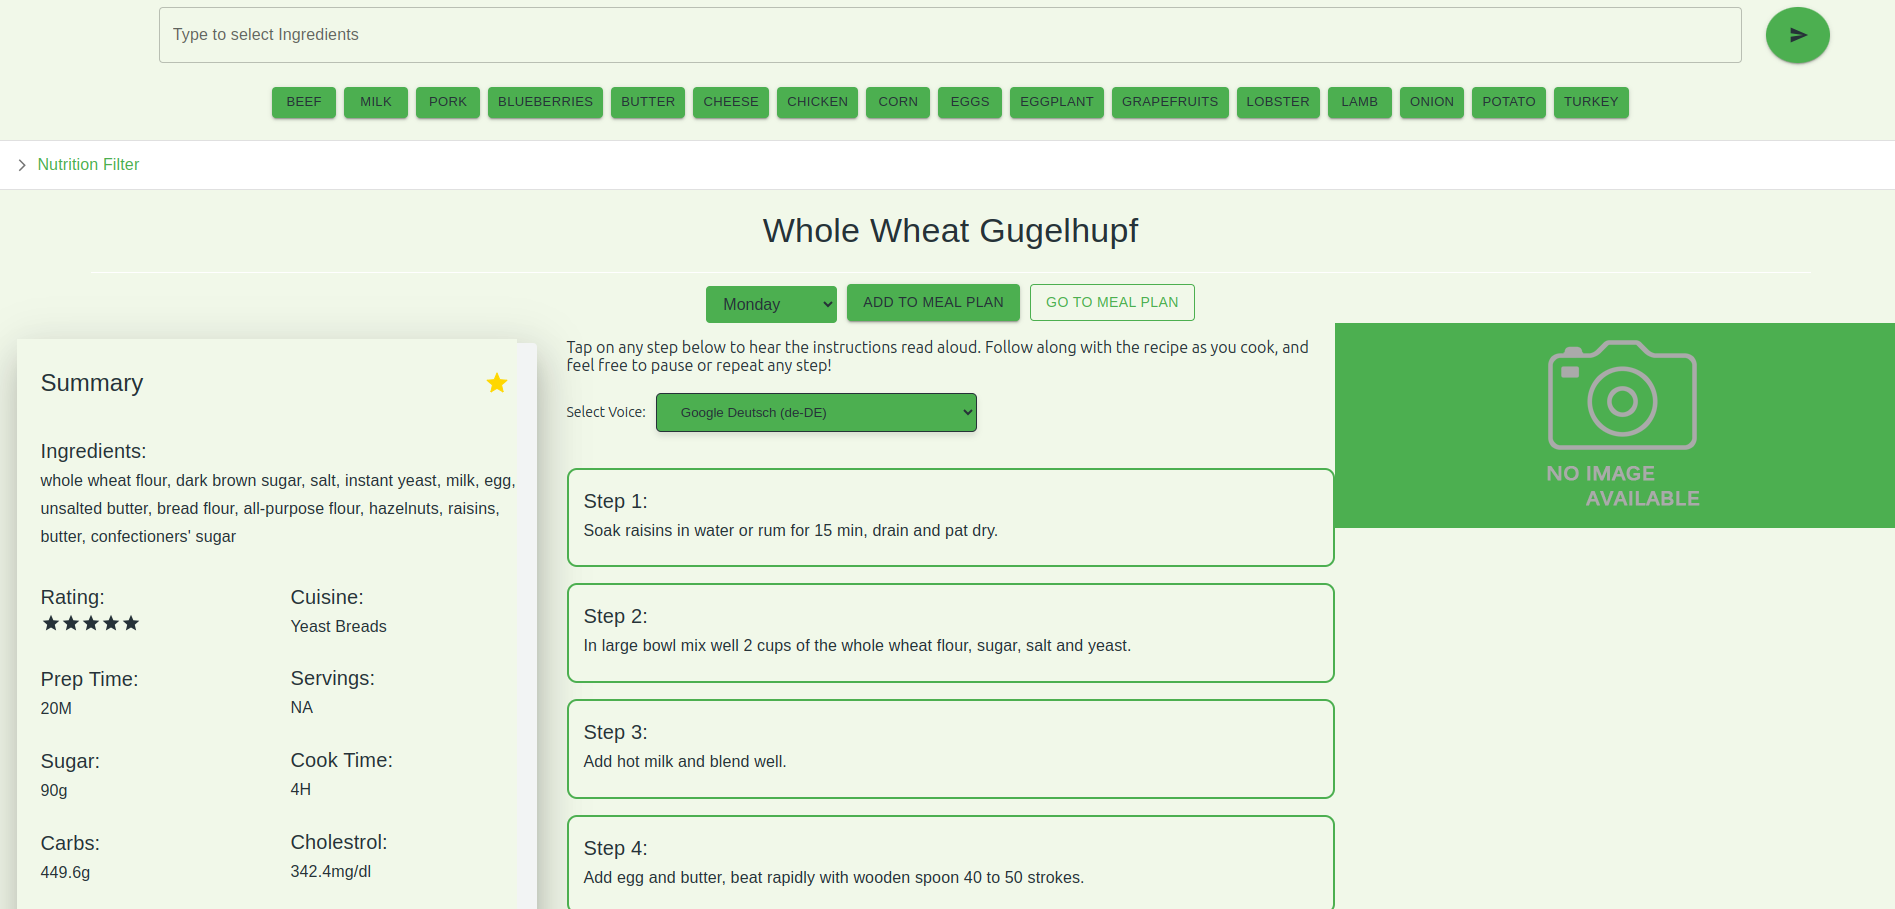 Type to select Ingredients
BEEF MILK PORK BLUEBERRIES BUTTER CHEESE CHICKEN CORN EGGS EGGPLANT GRAPEFRUITS LOBSTER LAMB ONION POTATO TURKEY
Nutrition Filter
Whole Wheat Gugelhupf
Monday ADD TO MEAL PLAN GO TO MEAL PLAN
Summary
Ingredients:
whole wheat flour, dark brown sugar, salt, instant yeast, milk, egg,
unsalted butter, bread flour, all-purpose flour, hazelnuts, raisins,
butter, confectioners' sugar
Rating:
Cuisine:
Yeast Breads
Prep Time:
20M
Servings:
NA
Sugar:
90g
Cook Time:
4H
Carbs:
449.6g
Cholestrol:
342.4mg/dl
Tap on any step below to hear the instructions read aloud. Follow along with the recipe as you cook, and
feel free to pause or repeat any step!
Select Voice: Google Deutsch (de-DE)
Step 1:
Soak raisins in water or rum for 15 min, drain and pat dry.
Step 2:
In large bowl mix well 2 cups of the whole wheat flour, sugar, salt and yeast.
Step 3:
Add hot milk and blend well.
Step 4:
Add egg and butter, beat rapidly with wooden spoon 40 to 50 strokes.
NO IMAGE
AVAILABLE